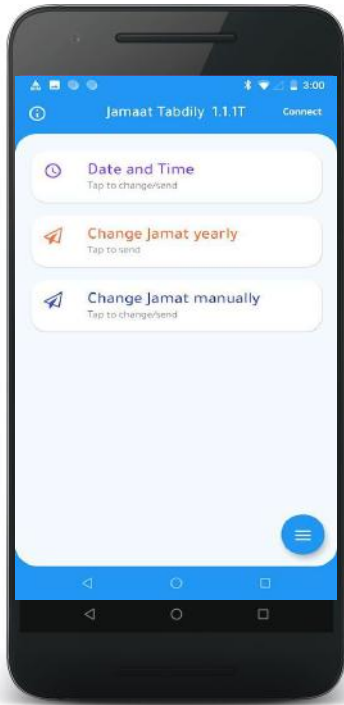 3:00
Jamaat Tabdily 1.1.1T
Connect
Date and Time
Tap to change/send
Change Jamat yearly
Tap to send
Change Jamat manually
Tap to change/send